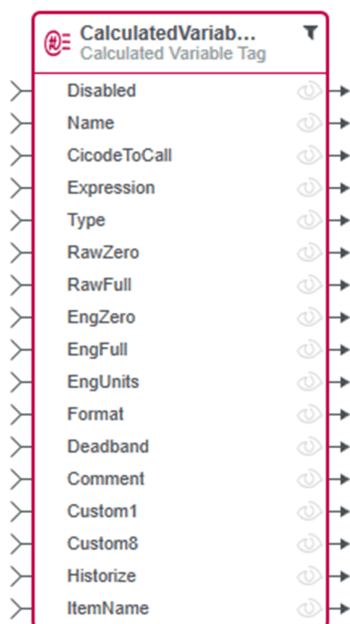 CalculatedVariab...
Calculated Variable Tag
Disabled
Name
CicodeToCall
Expression
Type
RawZero
RawFull
EngZero
EngFull
EngUnits
Format
Deadband
Comment
Custom1
Custom8
Historize
ItemName